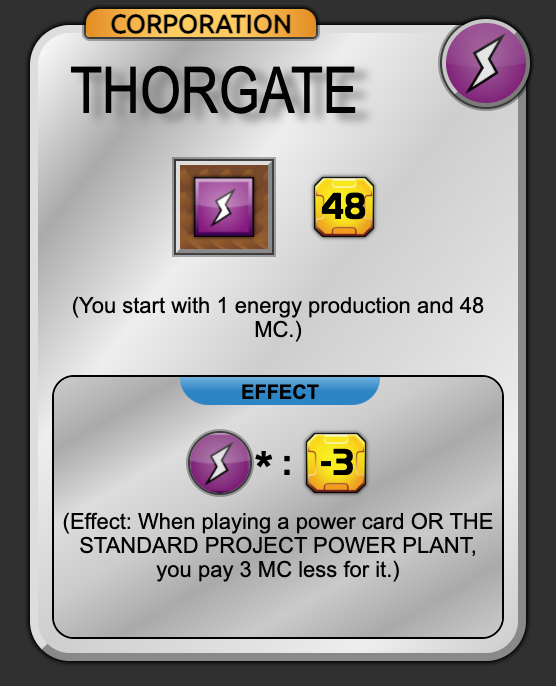 CORPORATION
THORGATE
48
(You start with 1 energy production and 48
MC.)
EFFECT
* : -3
(Effect: When playing a power card OR THE
STANDARD PROJECT POWER PLANT,
you pay 3 MC less for it.)